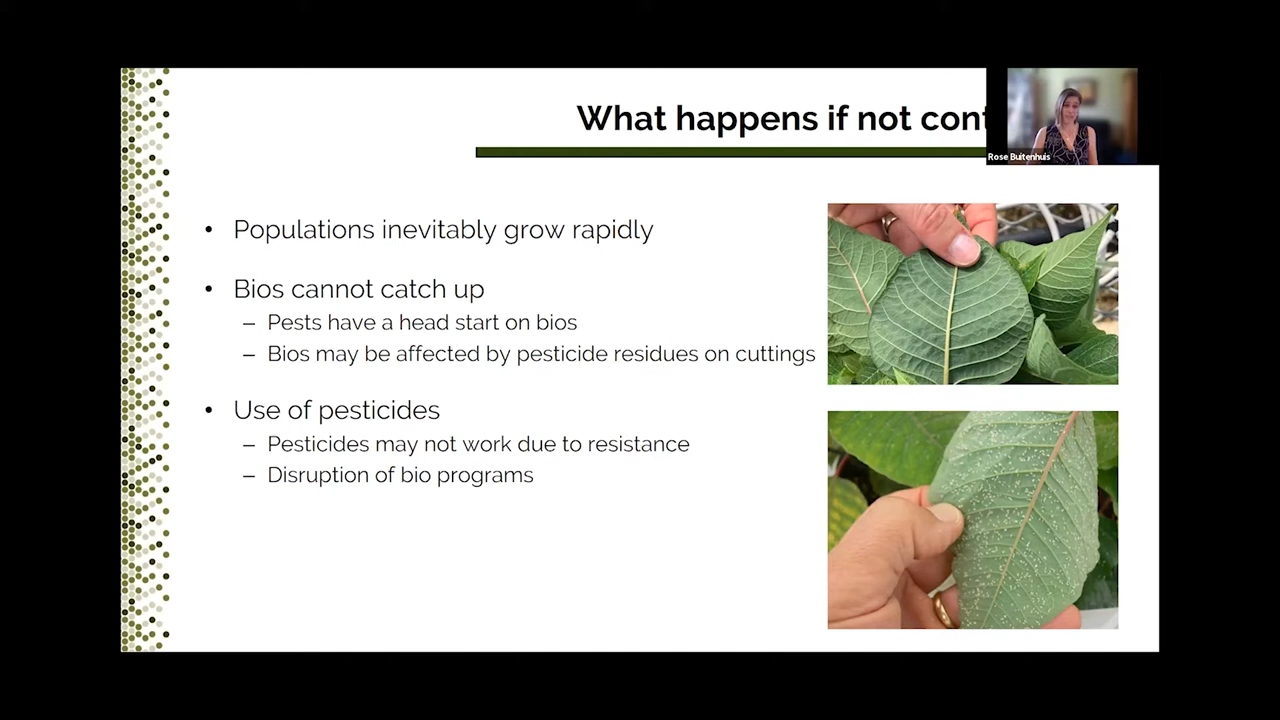 What happens if not cont
Rose Buitenhuis
• Populations inevitably grow rapidly
• Bios cannot catch up
– Pests have a head start on bios
– Bios may be affected by pesticide residues on cuttings
• Use of pesticides
– Pesticides may not work due to resistance
– Disruption of bio programs